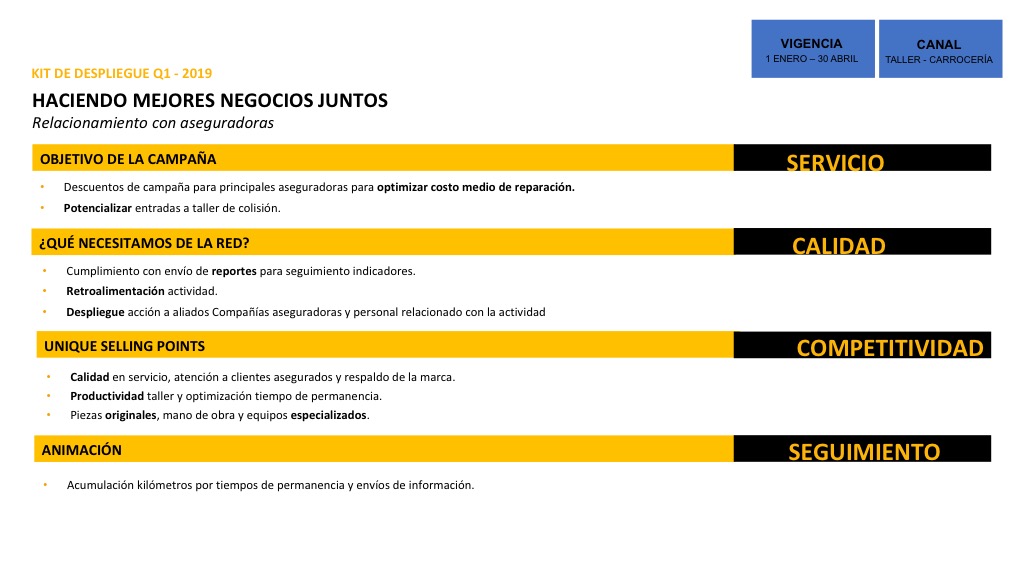 VIGENCIA
1 ENERO – 30 ABRIL
CANAL
TALLER - CARROCERÍA
KIT DE DESPLIEGUE Q1 - 2019
HACIENDO MEJORES NEGOCIOS JUNTOS
Relacionamiento con aseguradoras
OBJETIVO DE LA CAMPAÑA
SERVICIO
• Descuentos de campaña para principales aseguradoras para optimizar costo medio de reparación.
• Potencializar entradas a taller de colisión.
¿QUÉ NECESITAMOS DE LA RED?
CALIDAD
• Cumplimiento con envío de reportes para seguimiento indicadores.
• Retroalimentación actividad.
• Despliegue acción a aliados Compañías aseguradoras y personal relacionado con la actividad
UNIQUE SELLING POINTS
COMPETITIVIDAD
• Calidad en servicio, atención a clientes asegurados y respaldo de la marca.
• Productividad taller y optimización tiempo de permanencia.
• Piezas originales, mano de obra y equipos especializados.
ANIMACIÓN
SEGUIMIENTO
• Acumulación kilómetros por tiempos de permanencia y envíos de información.